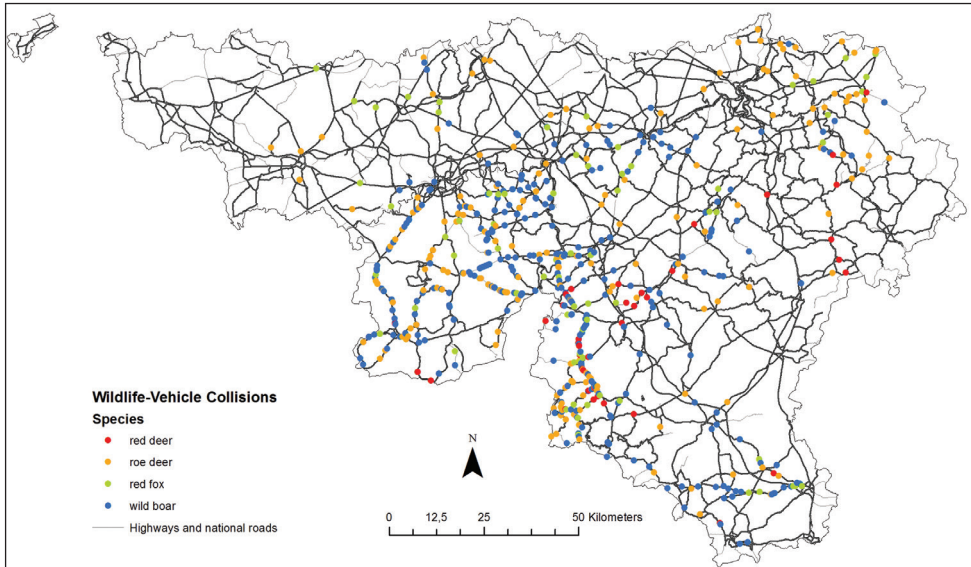 Wildlife-Vehicle Collisions
Species
red deer
roe deer
red fox
wild boar
Highways and national roads
N
0 12,5 25 50 Kilometers